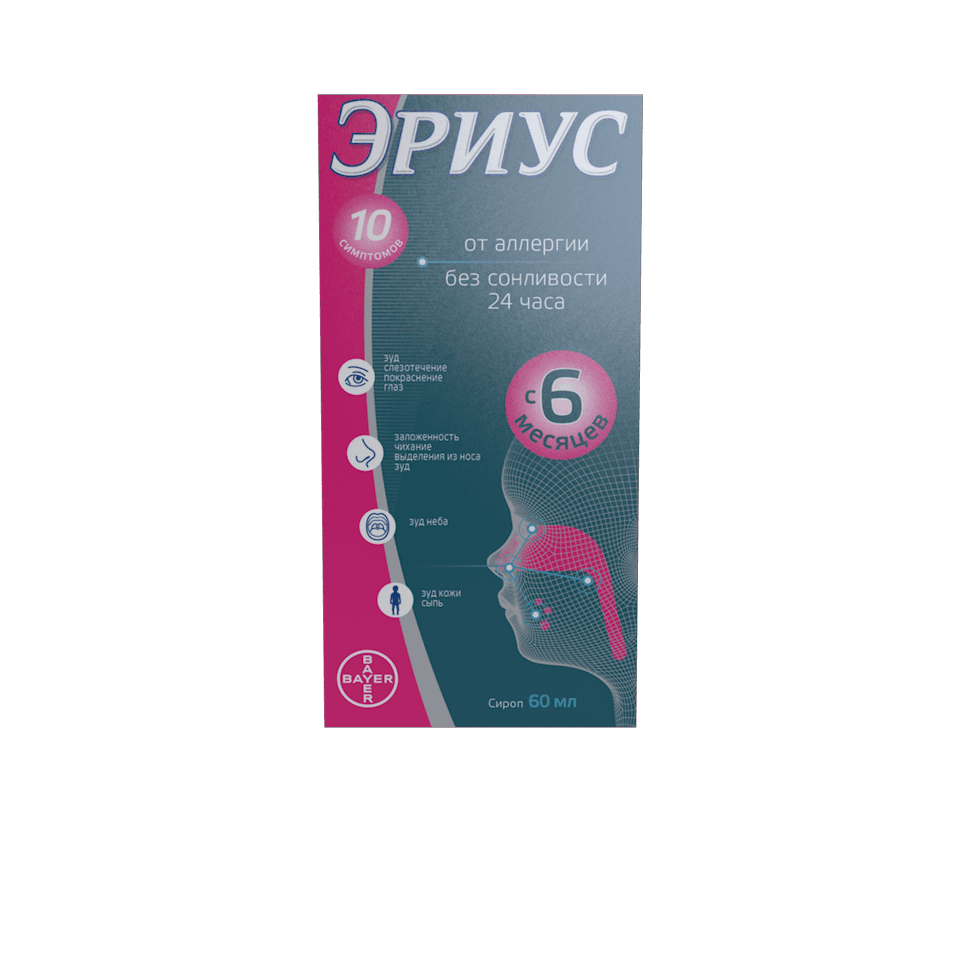 ЭРИУС
10
СИМПТОМОВ
от аллергии
без сонливости
24 часа
зуд
слезотечение
покраснение
глаз
с 6
месяцев
заложенность
чихание
выделения из носа
зуд
зуд неба
зуд кожи
сыпь
BAYER
BAYER
Сироп 60 мл